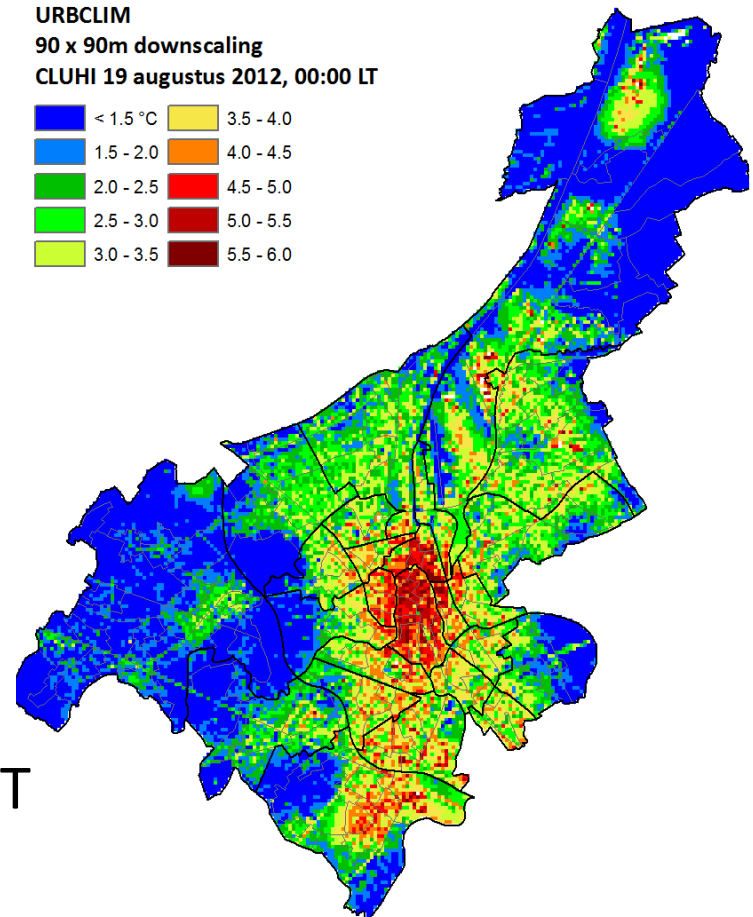 URBCLIM
90 x 90m downscaling
CLUHI 19 augustus 2012, 00:00 LT
< 1.5 °C 3.5 - 4.0
1.5 - 2.0 4.0 - 4.5
2.0 - 2.5 4.5 - 5.0
2.5 - 3.0 5.0 - 5.5
3.0 - 3.5 5.5 - 6.0
T